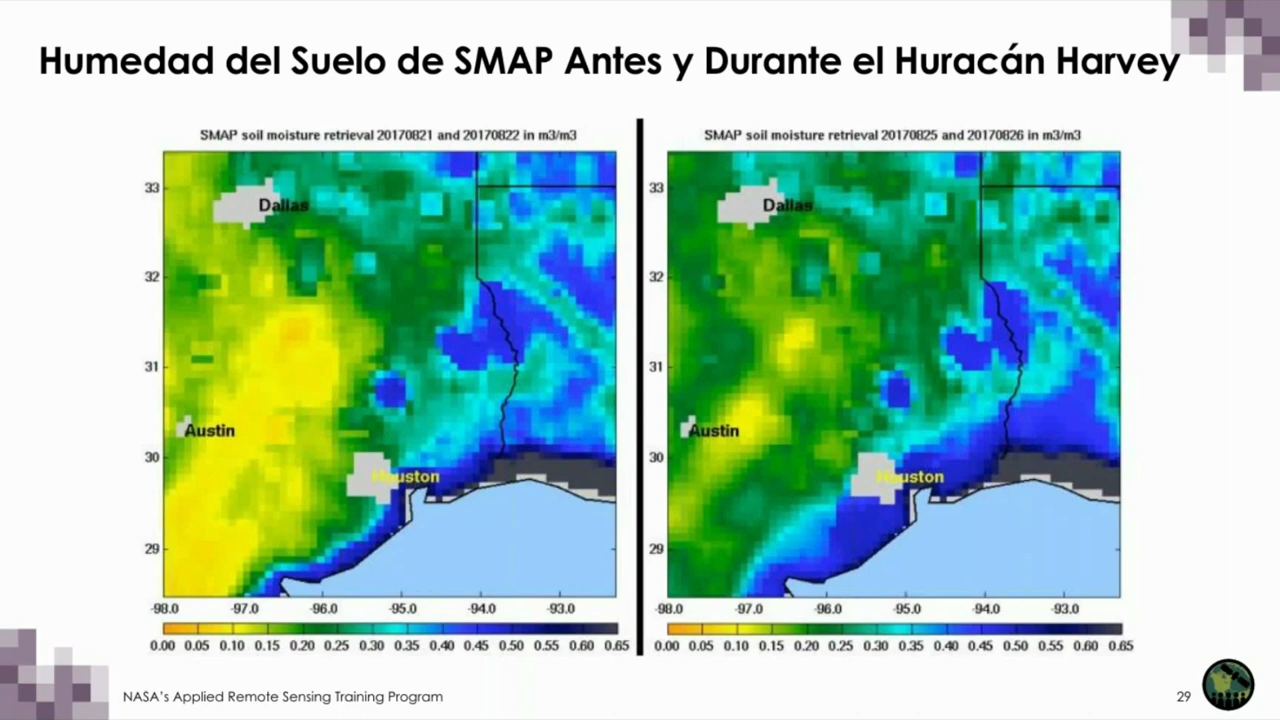 Humedad del Suelo de SMAP Antes y Durante el Huracán Harvey
SMAP soil moisture retrieval 20170821 and 20170822 in m3/m3
33
32
31
30
29
Dallas
Austin
Houston
-98.0 -97.0 -96.0 -95.0 -94.0 -93.0
0.00 0.05 0.10 0.15 0.20 0.25 0.30 0.35 0.40 0.45 0.50 0.55 0.60 0.65
SMAP soil moisture retrieval 20170825 and 20170826 in m3/m3
33
32
31
30
29
Dallas
Austin
Houston
-98.0 -97.0 -96.0 -95.0 -94.0 -93.0
0.00 0.05 0.10 0.15 0.20 0.25 0.30 0.35 0.40 0.45 0.50 0.55 0.60 0.65
NASA's Applied Remote Sensing Training Program
29